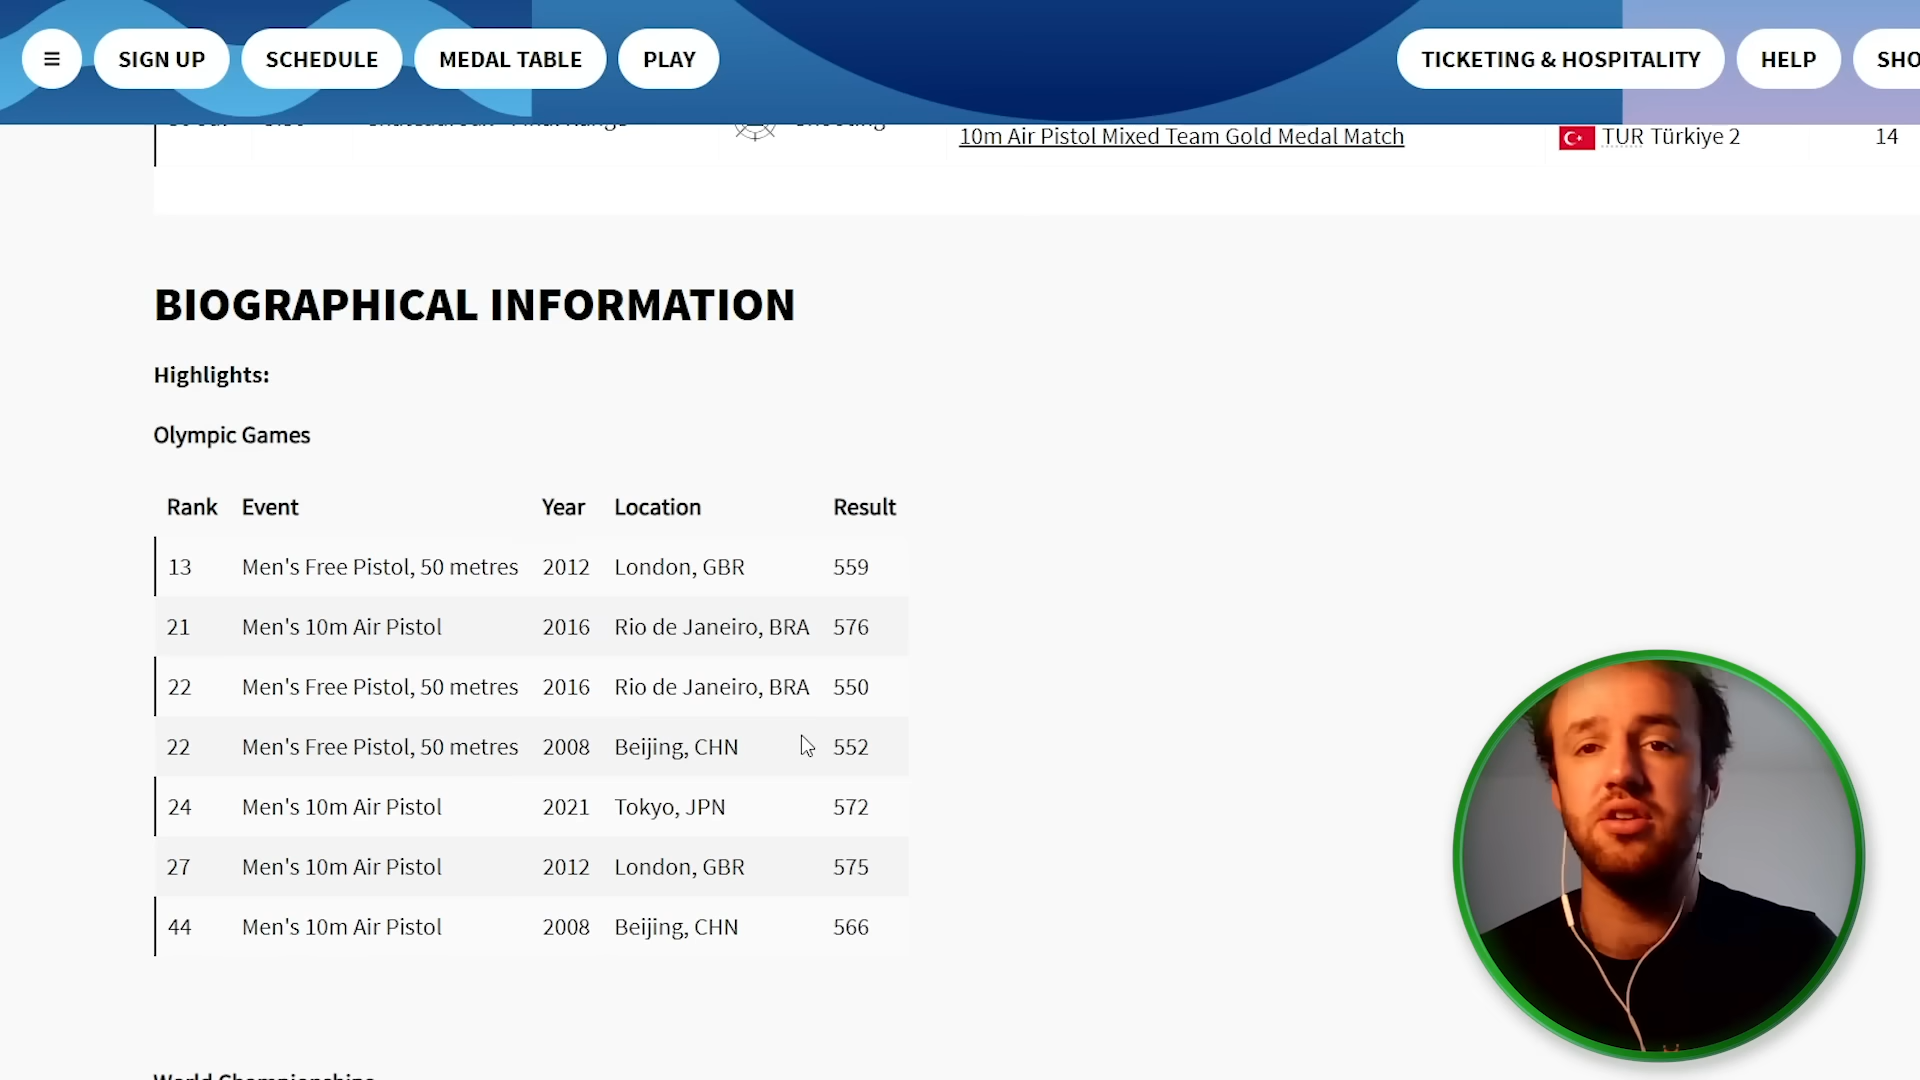 ☰ SIGN UP SCHEDULE MEDAL TABLE PLAY TICKETING & HOSPITALITY HELP SHO
10m Air Pistol Mixed Team Gold Medal Match TUR Türkiye 2 14
BIOGRAPHICAL INFORMATION
Highlights:
Olympic Games
Rank Event Year Location Result
13 Men's Free Pistol, 50 metres 2012 London, GBR 559
21 Men's 10m Air Pistol 2016 Rio de Janeiro, BRA 576
22 Men's Free Pistol, 50 metres 2016 Rio de Janeiro, BRA 550
22 Men's Free Pistol, 50 metres 2008 Beijing, CHN 552
24 Men's 10m Air Pistol 2021 Tokyo, JPN 572
27 Men's 10m Air Pistol 2012 London, GBR 575
44 Men's 10m Air Pistol 2008 Beijing, CHN 566